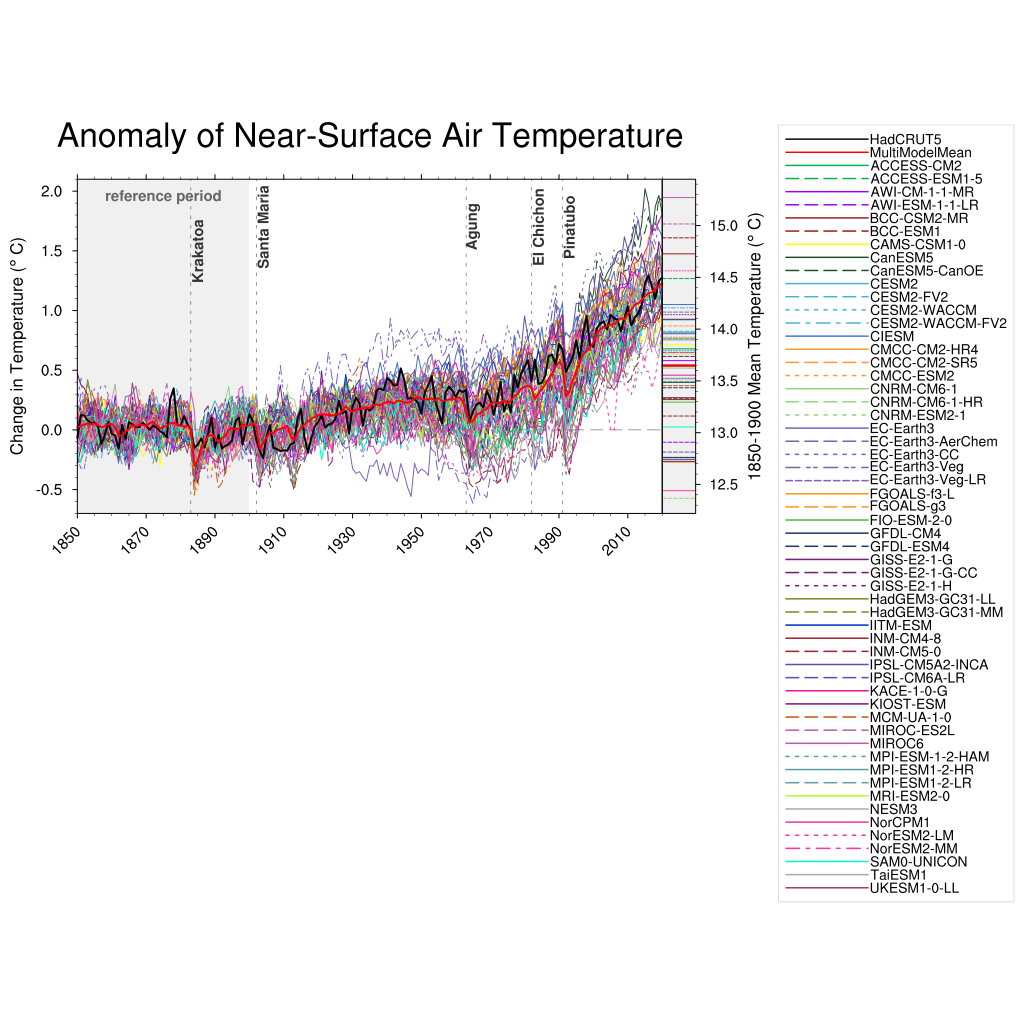 Anomaly of Near-Surface Air Temperature
Change in Temperature (° C)
2.0
1.5
1.0
0.5
0.0
-0.5
reference period
Krakatoa
Santa Maria
Agung
El Chichon
Pinatubo
1850
1870
1890
1910
1930
1950
1970
1990
2010
15.0
14.5
14.0
13.5
13.0
12.5
1850-1900 Mean Temperature (° C)
HadCRUT5
MultiModelMean
ACCESS-CM2
ACCESS-ESM1-5
AWI-CM-1-1-MR
AWI-ESM-1-1-LR
BCC-CSM2-MR
BCC-ESM1
CAMS-CSM1-0
CanESM5
CanESM5-CanOE
CESM2
CESM2-FV2
CESM2-WACCM
CESM2-WACCM-FV2
CIESM
CMCC-CM2-HR4
CMCC-CM2-SR5
CMCC-ESM2
CNRM-CM6-1
CNRM-CM6-1-HR
CNRM-ESM2-1
EC-Earth3
EC-Earth3-AerChem
EC-Earth3-CC
EC-Earth3-Veg
EC-Earth3-Veg-LR
FGOALS-f3-L
FGOALS-g3
FIO-ESM-2-0
GFDL-CM4
GFDL-ESM4
GISS-E2-1-G
GISS-E2-1-G-CC
GISS-E2-1-H
HadGEM3-GC31-LL
HadGEM3-GC31-MM
IITM-ESM
INM-CM4-8
INM-CM5-0
IPSL-CM5A2-INCA
IPSL-CM6A-LR
KACE-1-0-G
KIOST-ESM
MCM-UA-1-0
MIROC-ES2L
MIROC6
MPI-ESM-1-2-HAM
MPI-ESM1-2-HR
MPI-ESM1-2-LR
MRI-ESM2-0
NESM3
NorCPM1
NorESM2-LM
NorESM2-MM
SAM0-UNICON
TaiESM1
UKESM1-0-LL